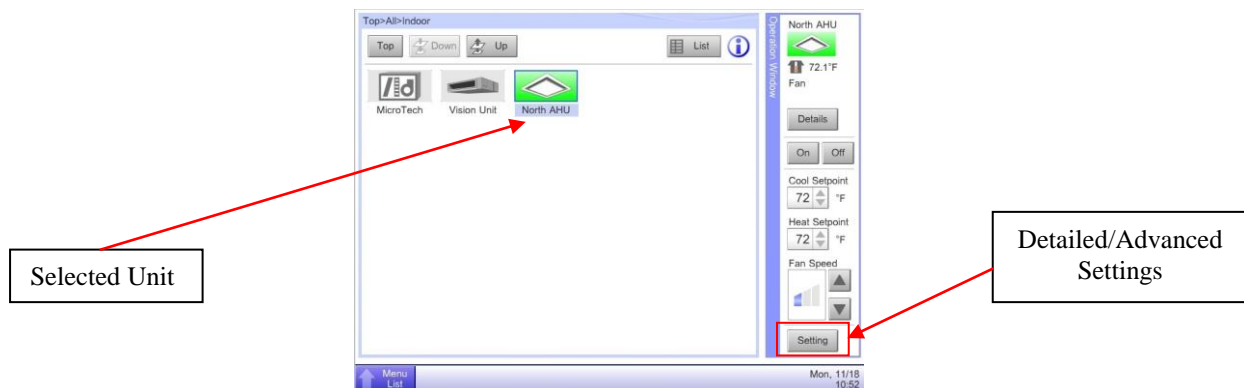 Top>All>Indoor
Top Down Up List i
MicroTech Vision Unit North AHU
Operation Window
North AHU
72.1°F
Fan
Details
On Off
Cool Setpoint
72 °F
Heat Setpoint
72 °F
Fan Speed
Setting
Menu
List
Mon, 11/18
10:52
Selected Unit
Detailed/Advanced
Settings